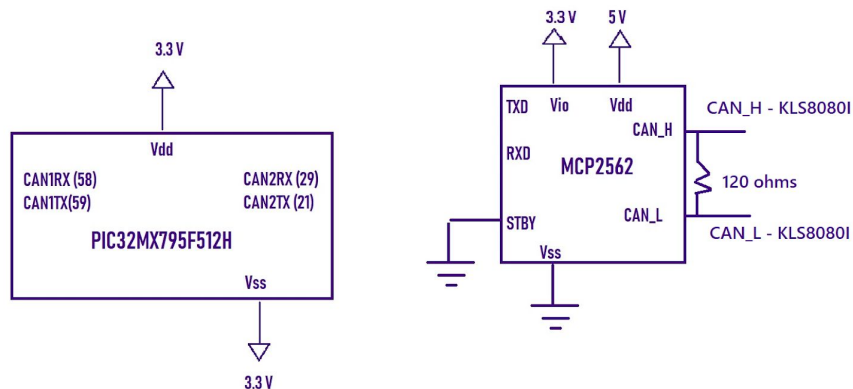 3.3 V
Vdd
CAN1RX (58)
CAN1TX(59)
CAN2RX (29)
CAN2TX (21)
PIC32MX795F512H
Vss
3.3 V
3.3 V
5 V
TXD
Vio
Vdd
CAN_H
RXD
MCP2562
STBY
CAN_L
Vss
CAN_H - KLS8080I
120 ohms
CAN_L - KLS8080I